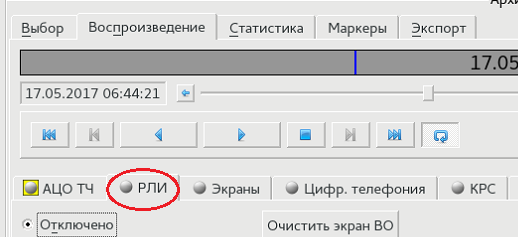 Выбор Воспроизведение Статистика Маркеры Экспорт
17.05
17.05.2017 06:44:21
АЦО ТЧ РЛИ Экраны Цифр. телефония КРС
Отключено Очистить экран ВО